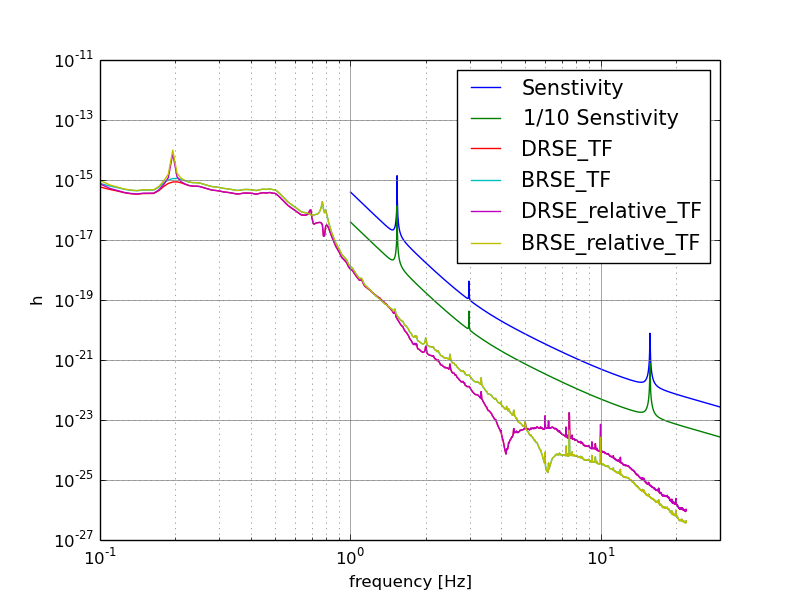 10^-11
10^-13
10^-15
10^-17
10^-19
10^-21
10^-23
10^-25
10^-27
h
Senstivity
1/10 Senstivity
DRSE_TF
BRSE_TF
DRSE_relative_TF
BRSE_relative_TF
10^-1 10^0 10^1
frequency [Hz]